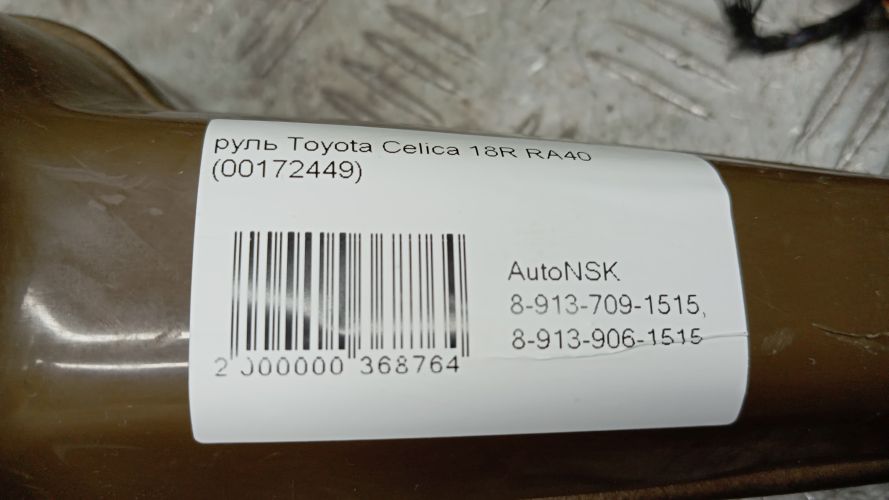 руль Toyota Celica 18R RA40
(00172449)
AutoNSK
8-913-709-1515,
8-913-906-1515
2 000000 368764